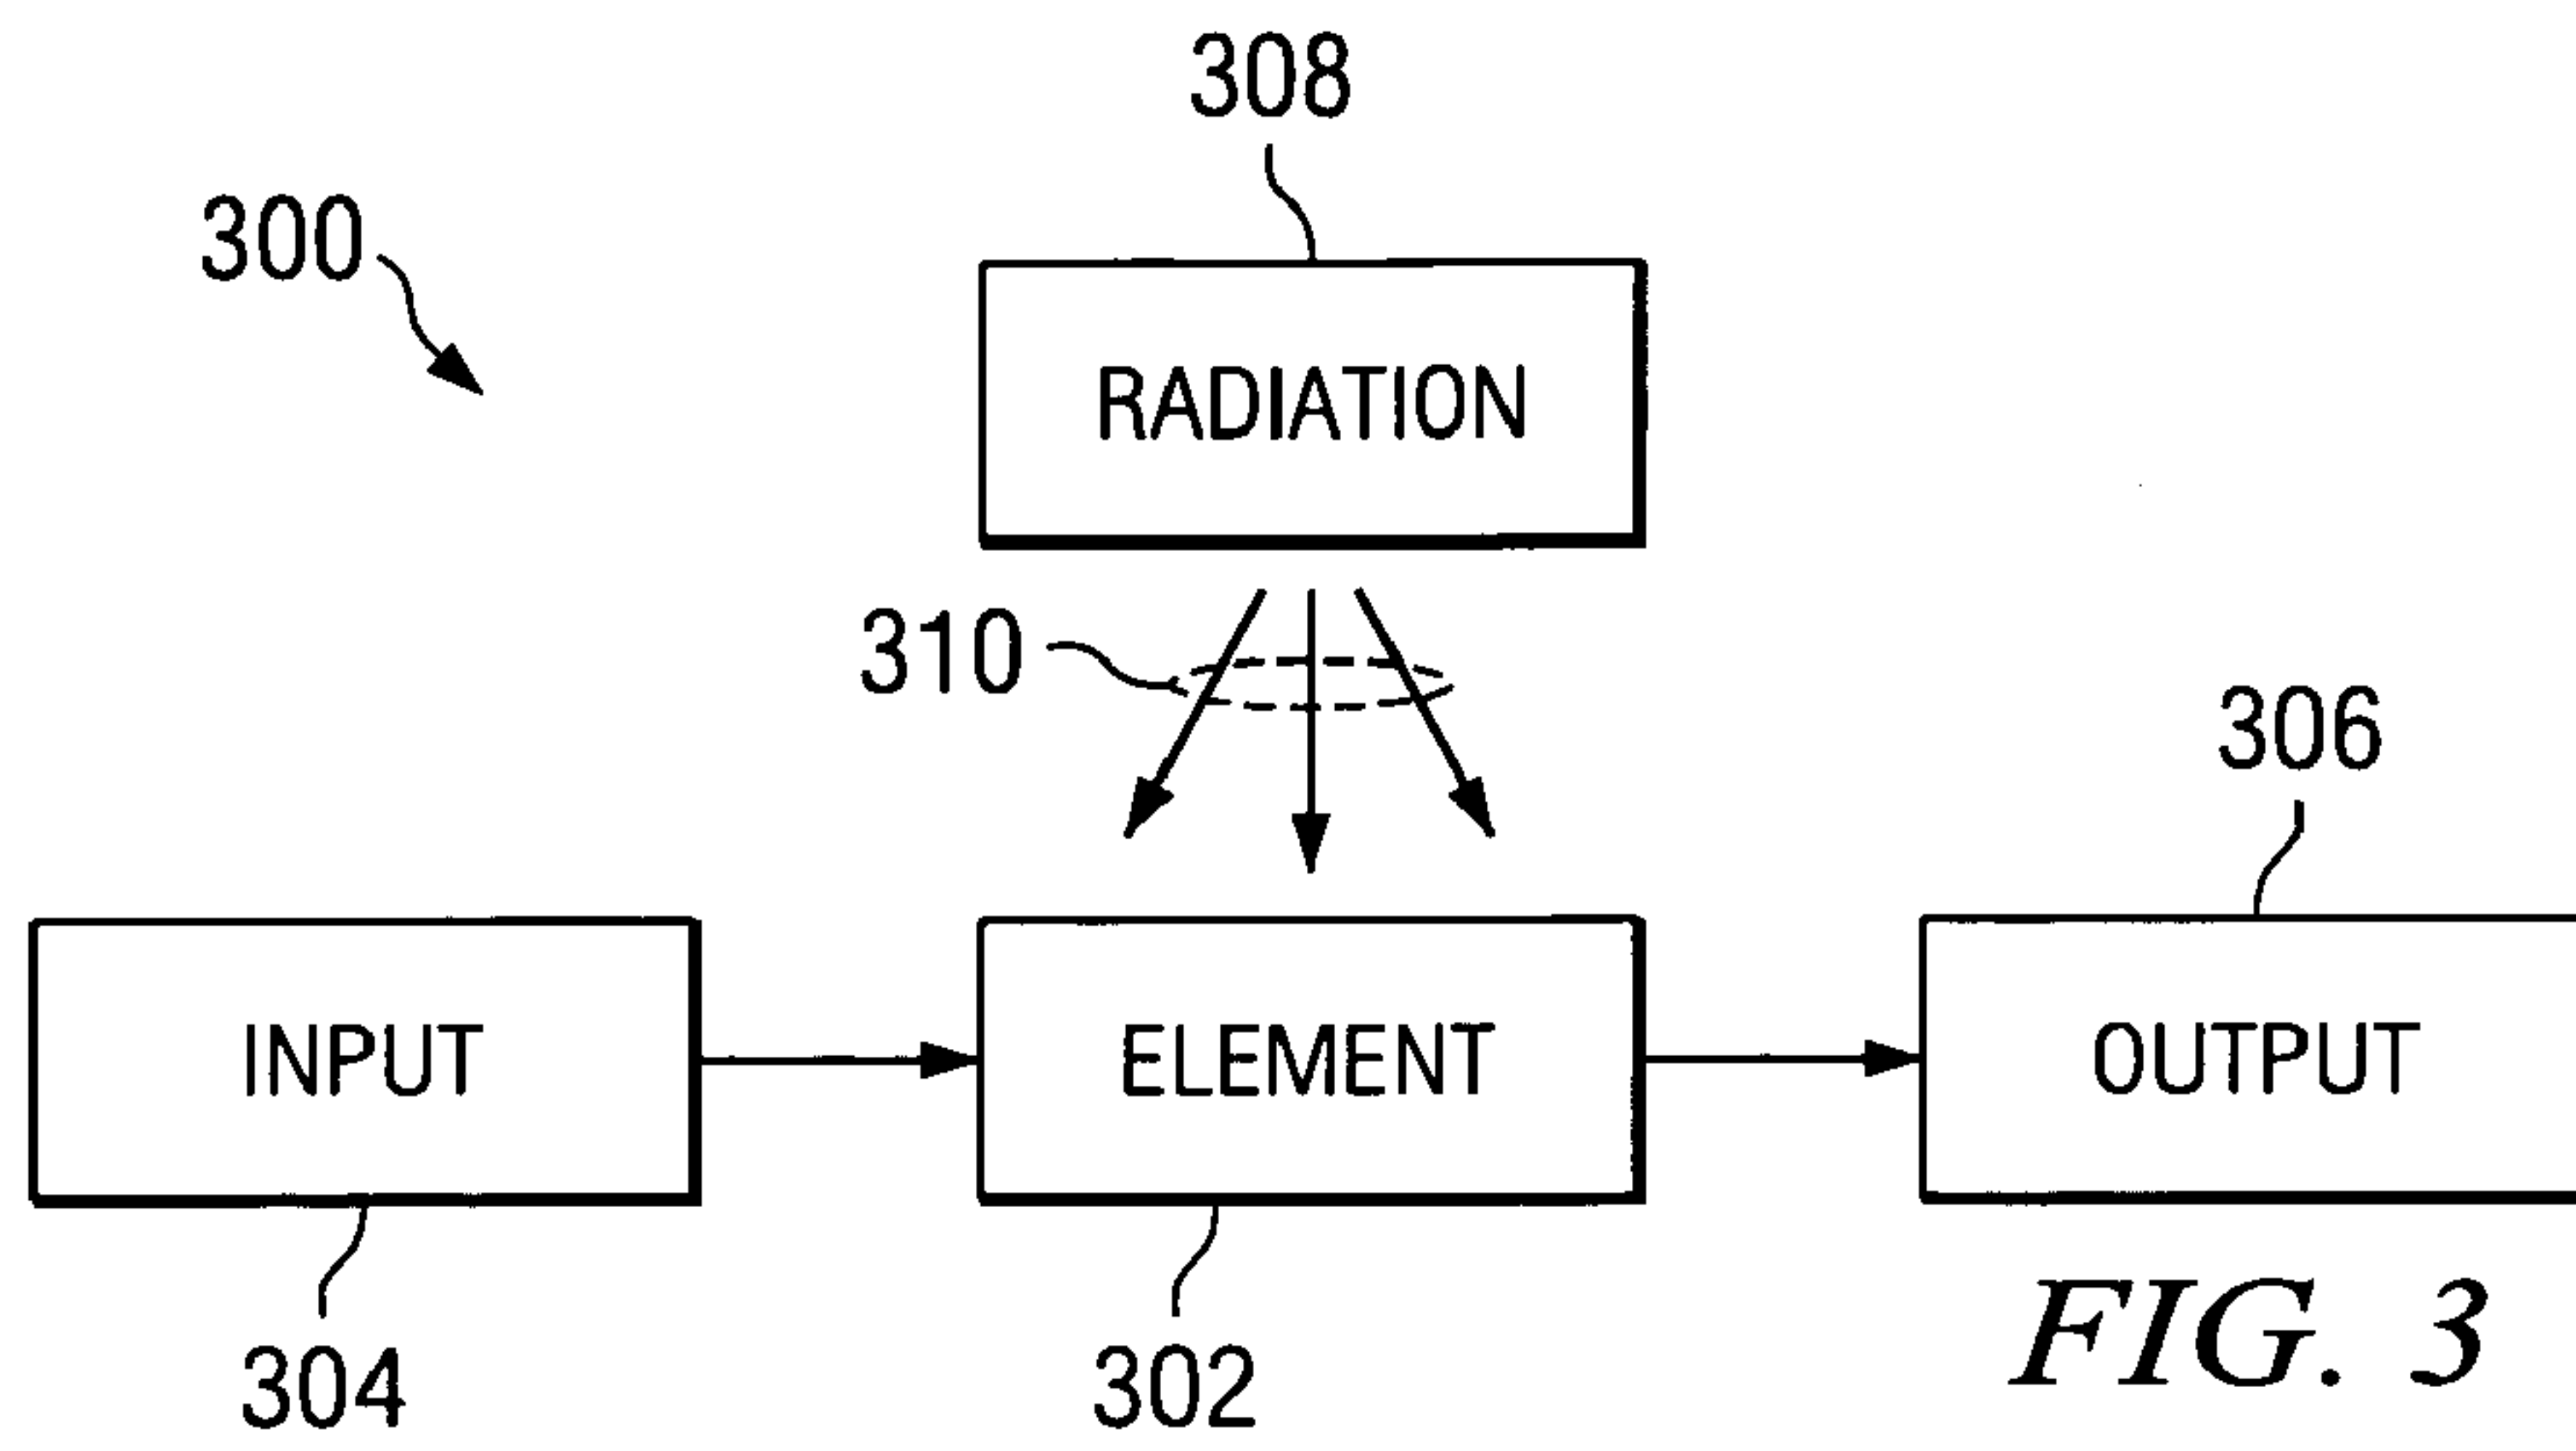 308
300
RADIATION
310
306
INPUT
ELEMENT
OUTPUT
304
302
FIG. 3